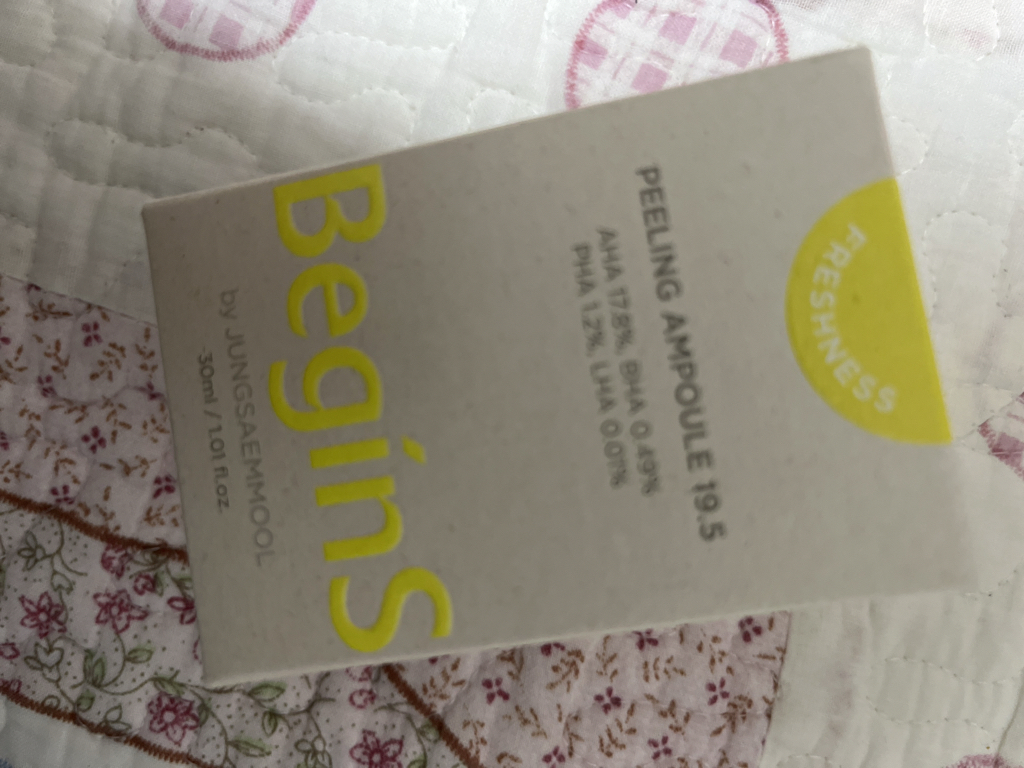 FRESHNESS
PEELING AMPOULE 19.5
AHA 17.8%, BHA 0.49%
PHA 1.2%, LHA 0.01%
Begins
by JUNGSAEMMOOL
30ml / 1.01 fl.oz